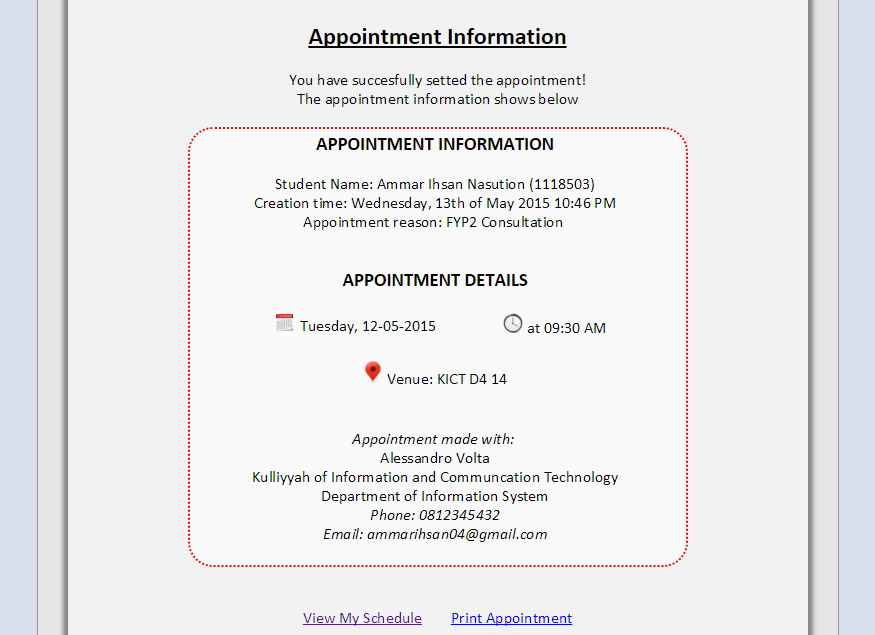 Appointment Information
You have succesfully setted the appointment!
The appointment information shows below
APPOINTMENT INFORMATION
Student Name: Ammar Ihsan Nasution (1118503)
Creation time: Wednesday, 13th of May 2015 10:46 PM
Appointment reason: FYP2 Consultation
APPOINTMENT DETAILS
Tuesday, 12-05-2015 at 09:30 AM
Venue: KICT D4 14
Appointment made with:
Alessandro Volta
Kulliyyah of Information and Communcation Technology
Department of Information System
Phone: 0812345432
Email: ammarihsan04@gmail.com
View My Schedule Print Appointment